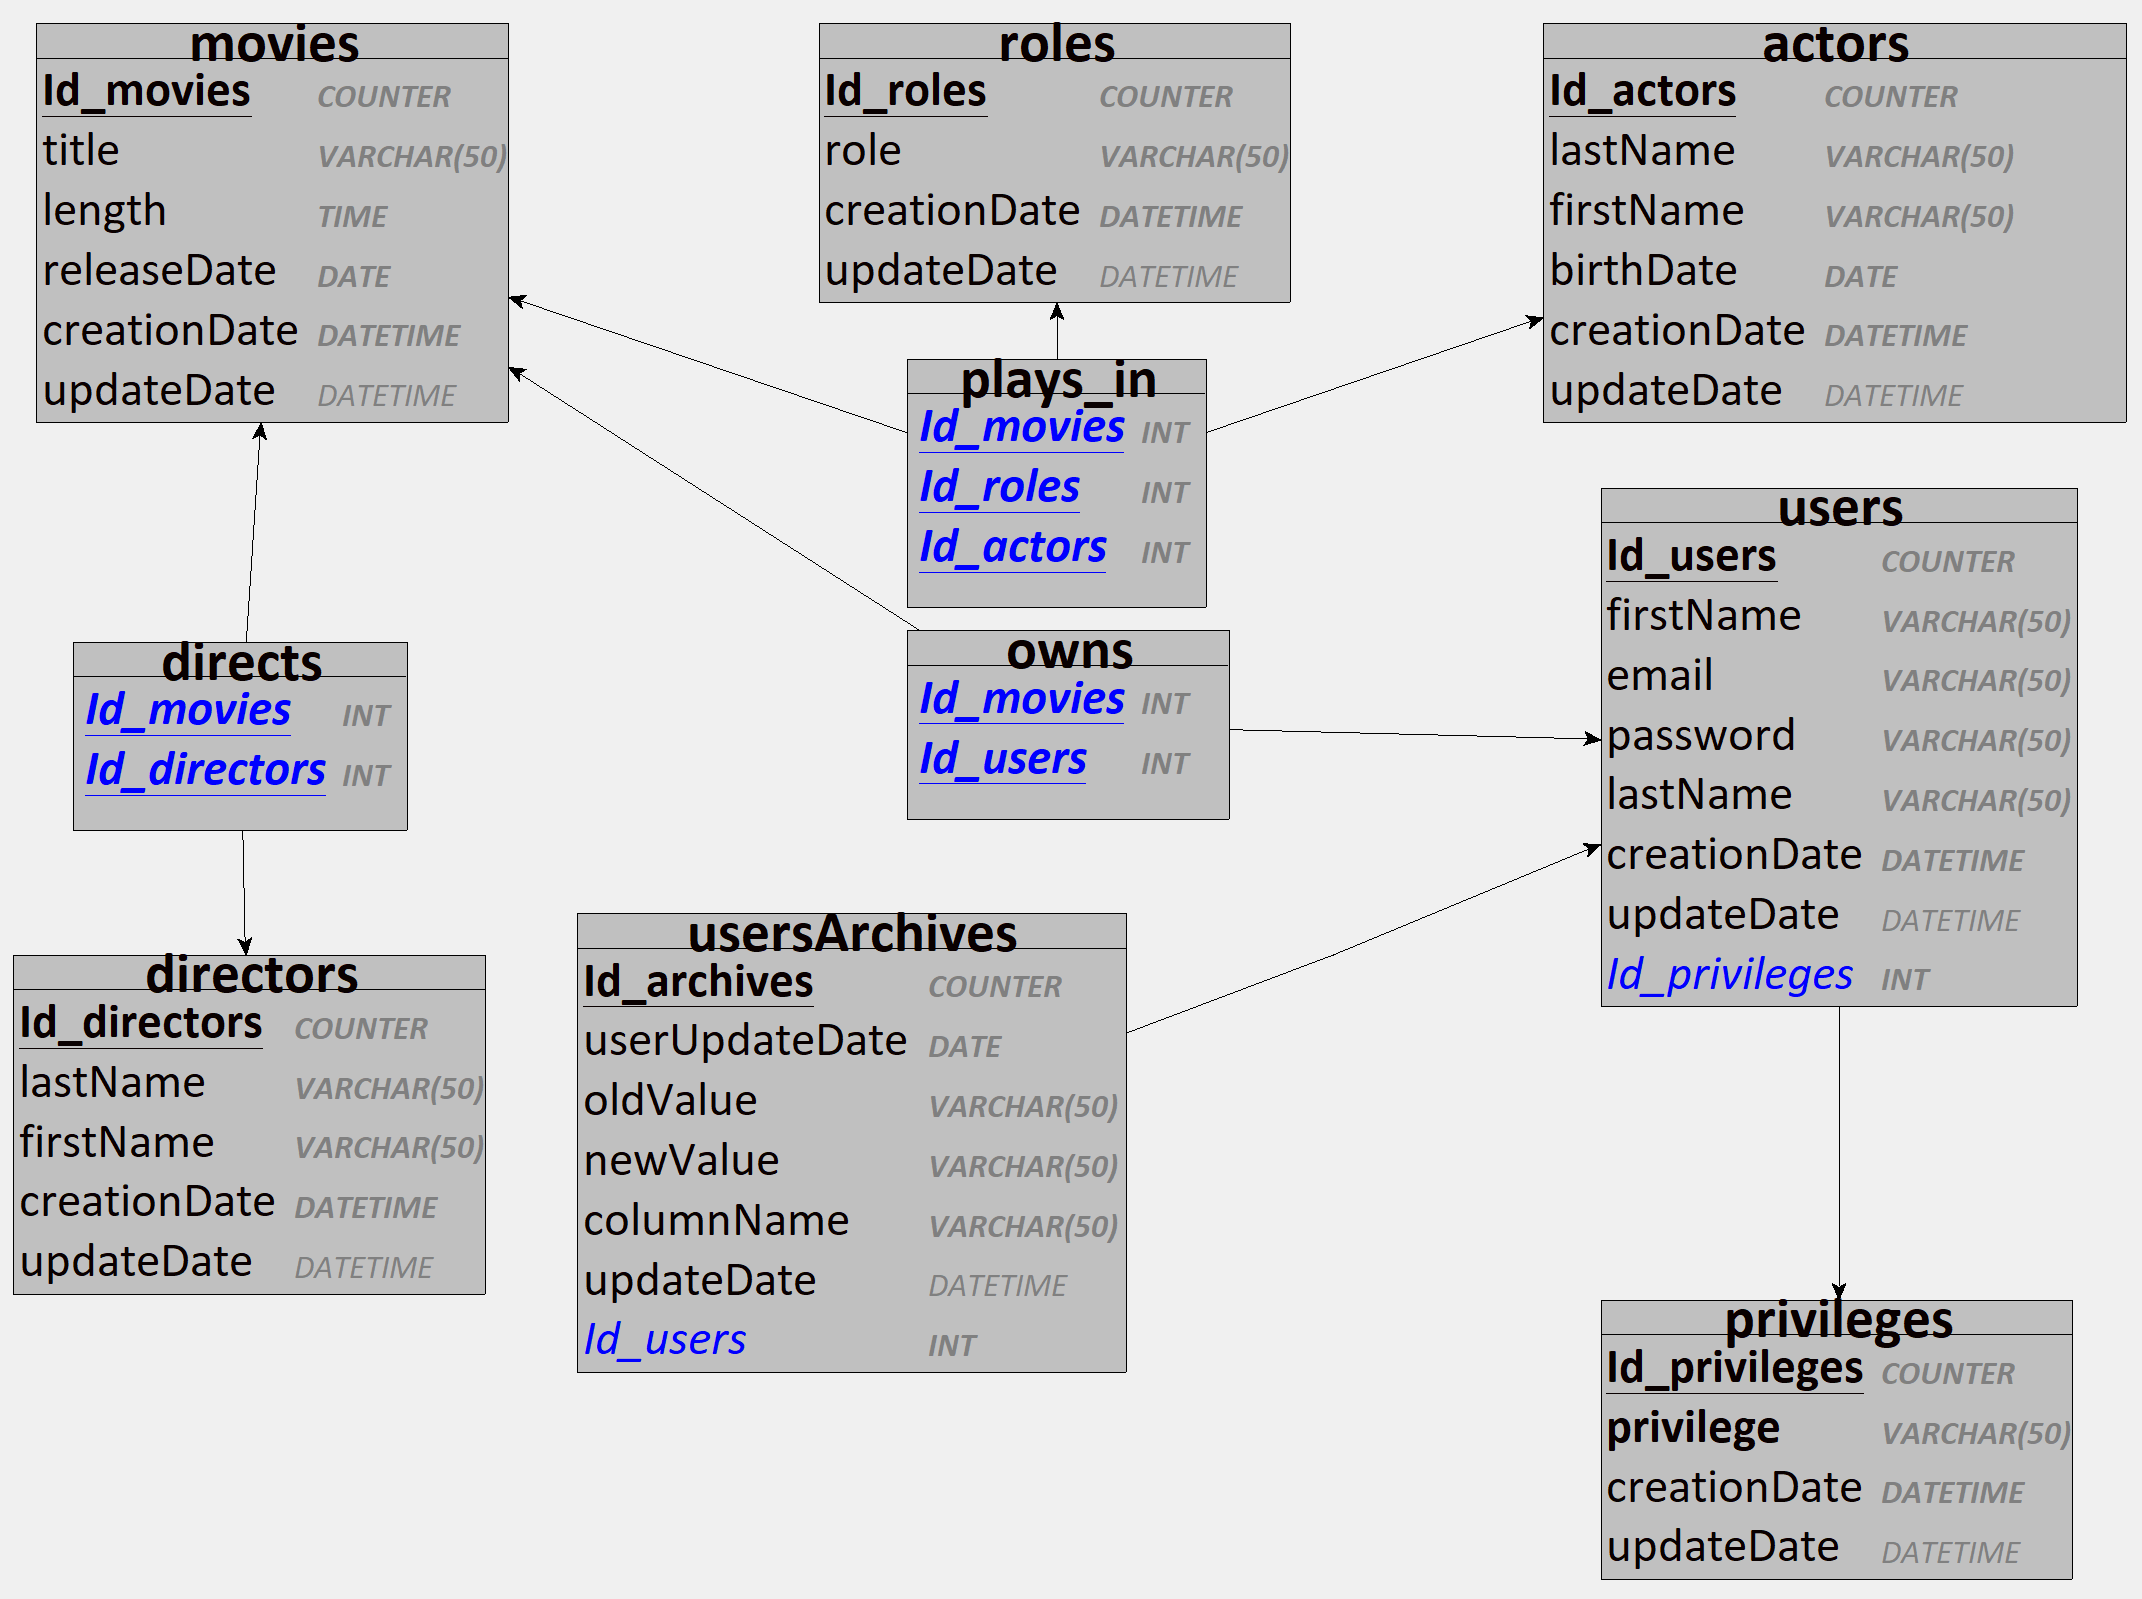 movies
Id_movies COUNTER
title VARCHAR(50)
length TIME
releaseDate DATE
creationDate DATETIME
updateDate DATETIME
roles
Id_roles COUNTER
role VARCHAR(50)
creationDate DATETIME
updateDate DATETIME
actors
Id_actors COUNTER
lastName VARCHAR(50)
firstName VARCHAR(50)
birthDate DATE
creationDate DATETIME
updateDate DATETIME
plays_in
Id_movies INT
Id_roles INT
Id_actors INT
users
Id_users COUNTER
firstName VARCHAR(50)
email VARCHAR(50)
password VARCHAR(50)
lastName VARCHAR(50)
creationDate DATETIME
updateDate DATETIME
Id_privileges INT
directs
Id_movies INT
Id_directors INT
owns
Id_movies INT
Id_users INT
directors
Id_directors COUNTER
lastName VARCHAR(50)
firstName VARCHAR(50)
creationDate DATETIME
updateDate DATETIME
usersArchives
Id_archives COUNTER
userUpdateDate DATE
oldValue VARCHAR(50)
newValue VARCHAR(50)
columnName VARCHAR(50)
updateDate DATETIME
Id_users INT
privileges
Id_privileges COUNTER
privilege VARCHAR(50)
creationDate DATETIME
updateDate DATETIME